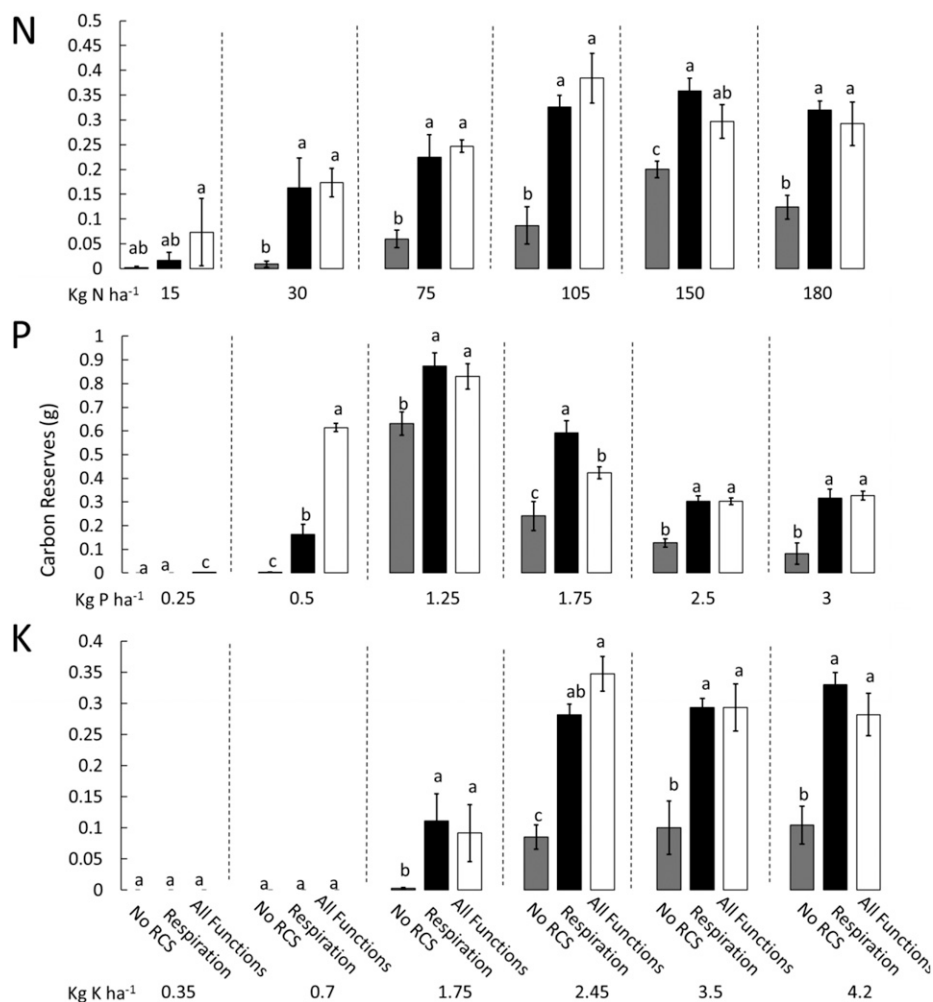 N
0.5
0.45
0.4
0.35
0.3
0.25
0.2
0.15
0.1
0.05
0
ab ab a
b a a
b a a
b a a
c a ab
b a a
Kg N ha⁻¹ 15 30 75 105 150 180
P
Carbon Reserves (g)
1
0.9
0.8
0.7
0.6
0.5
0.4
0.3
0.2
0.1
0
a a c
c b a
b a a
c a b
b a a
b a a
Kg P ha⁻¹ 0.25 0.5 1.25 1.75 2.5 3
K
0.4
0.35
0.3
0.25
0.2
0.15
0.1
0.05
0
a a a
a a a
b a a
c ab a
b a a
b a a
No RCS Respiration All Functions
No RCS Respiration All Functions
No RCS Respiration All Functions
No RCS Respiration All Functions
No RCS Respiration All Functions
No RCS Respiration All Functions
Kg K ha⁻¹ 0.35 0.7 1.75 2.45 3.5 4.2